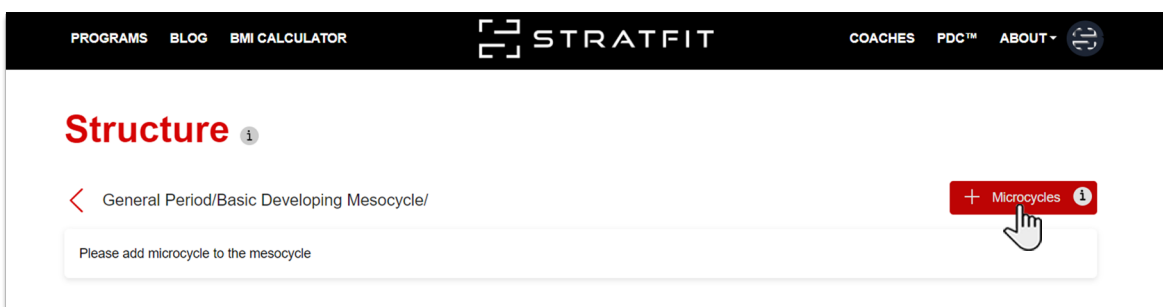 PROGRAMS BLOG BMI CALCULATOR STRATFIT COACHES PDC™ ABOUT
Structure i
General Period/Basic Developing Mesocycle/ + Microcycles i
Please add microcycle to the mesocycle